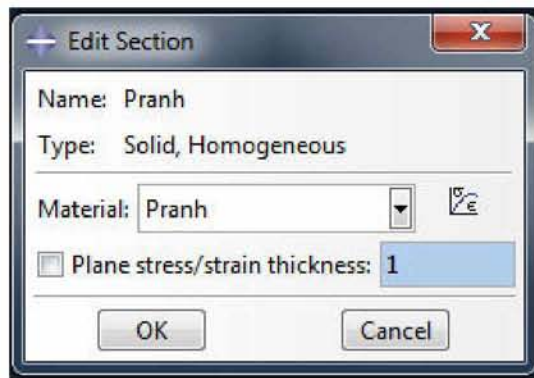 Edit Section
X
Name: Pranh
Type: Solid, Homogeneous
Material: Pranh
σ ε
Plane stress/strain thickness: 1
OK Cancel